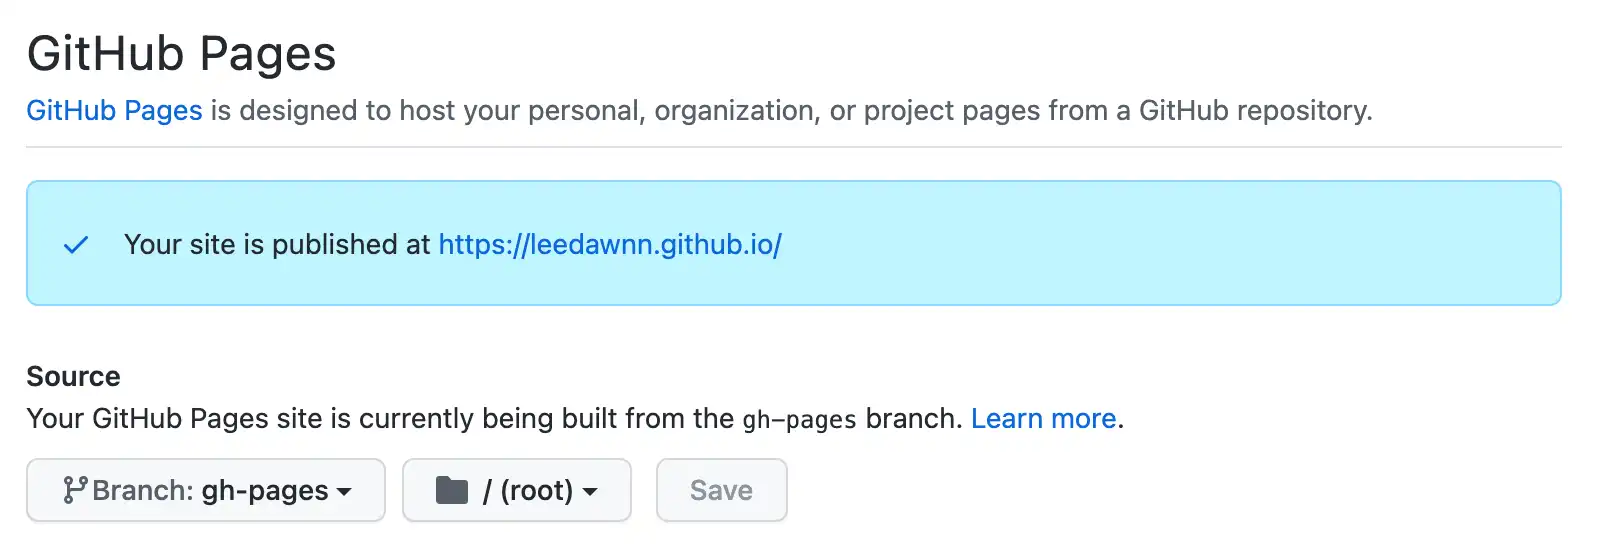 GitHub Pages
GitHub Pages is designed to host your personal, organization, or project pages from a GitHub repository.
Your site is published at https://leedawnn.github.io/
Source
Your GitHub Pages site is currently being built from the gh-pages branch. Learn more.
Branch: gh-pages / (root) Save